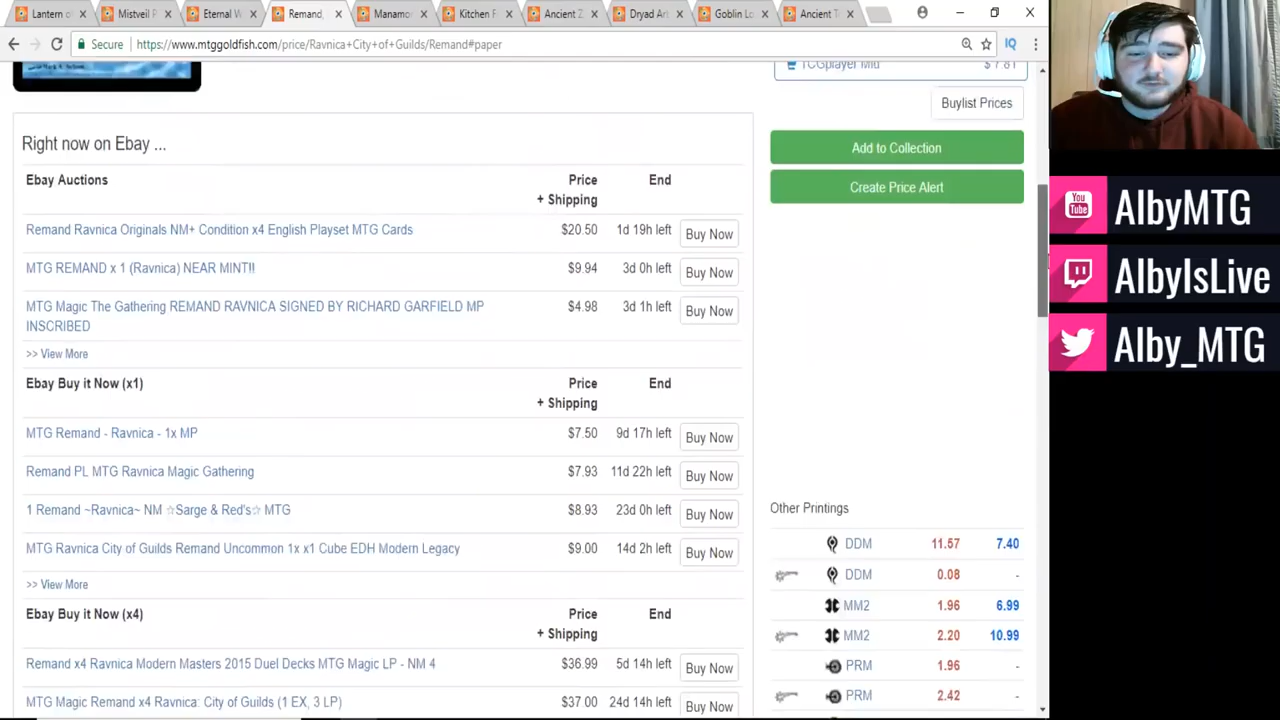 Lantern o
Mistveil P
Eternal W
Remand,
Manamo
Kitchen F
Ancient Z
Dryad Ar
Goblin Lo
Ancient T
Secure
https://www.mtggoldfish.com/price/Ravnica+City+of+Guilds/Remand#paper
IQ
TCGplayer Mid $ 7.81
Buylist Prices
Add to Collection
Create Price Alert
Right now on Ebay ...
Ebay Auctions Price + Shipping End
Remand Ravnica Originals NM+ Condition x4 English Playset MTG Cards $20.50 1d 19h left Buy Now
MTG REMAND x 1 (Ravnica) NEAR MINT!! $9.94 3d 0h left Buy Now
MTG Magic The Gathering REMAND RAVNICA SIGNED BY RICHARD GARFIELD MP $4.98 3d 1h left Buy Now
INSCRIBED
>> View More
Ebay Buy it Now (x1) Price + Shipping End
MTG Remand - Ravnica - 1x MP $7.50 9d 17h left Buy Now
Remand PL MTG Ravnica Magic Gathering $7.93 11d 22h left Buy Now
1 Remand ~Ravnica~ NM ☆Sarge & Red's☆ MTG $8.93 23d 0h left Buy Now
MTG Ravnica City of Guilds Remand Uncommon 1x x1 Cube EDH Modern Legacy $9.00 14d 2h left Buy Now
>> View More
Ebay Buy it Now (x4) Price + Shipping End
Remand x4 Ravnica Modern Masters 2015 Duel Decks MTG Magic LP - NM 4 $36.99 5d 14h left Buy Now
MTG Magic Remand x4 Ravnica: City of Guilds (1 EX, 3 LP) $37.00 24d 14h left Buy Now
Other Printings
DDM 11.57 7.40
DDM 0.08 -
MM2 1.96 6.99
MM2 2.20 10.99
PRM 1.96 -
PRM 2.42 -
You Tube AlbyMTG
AlbyIsLive
Alby_MTG